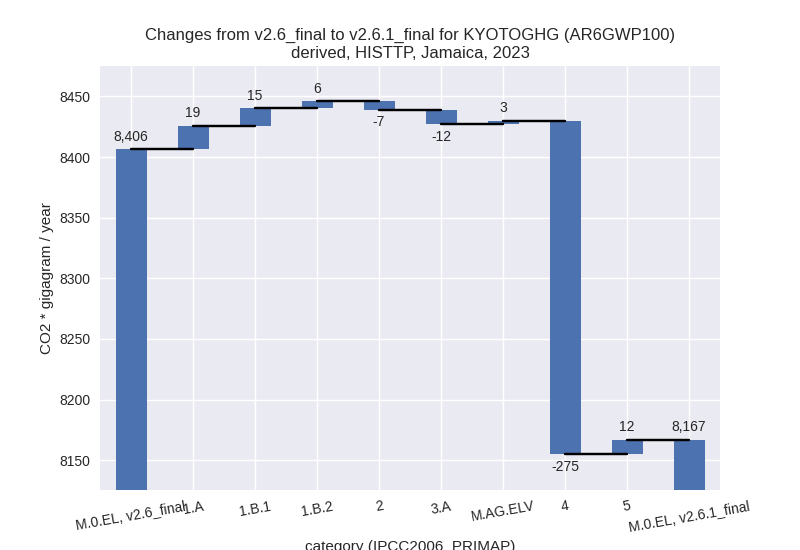 Changes from v2.6_final to v2.6.1_final for KYOTOGHG (AR6GWP100)
derived, HISTTP, Jamaica, 2023
8450
8400
8350
8300
8250
8200
8150
CO2 * gigagram / year
8,406
19
15
6
-7
-12
3
-275
12
8,167
M.0.EL, v2.6_final
1.A
1.B.1
1.B.2
2
3.A
M.AG.ELV
4
5
M.0.EL, v2.6.1_final
category (IPCC2006_PRIMAP)